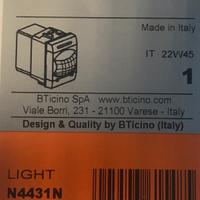 Made in Italy
IT 22W45
1
BTicino SpA www.bticino.com
Viale Borri, 231 - 21100 Varese - Italy
Design & Quality by BTicino (Italy)
LIGHT
N4431N